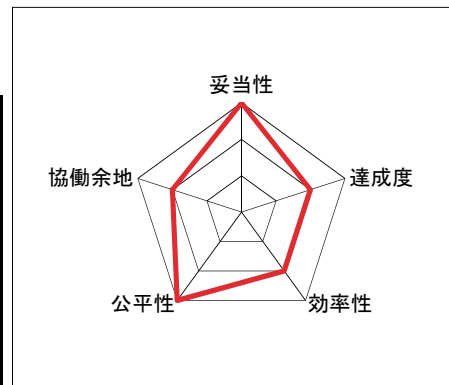 妥当性
協働余地
達成度
公平性
効率性